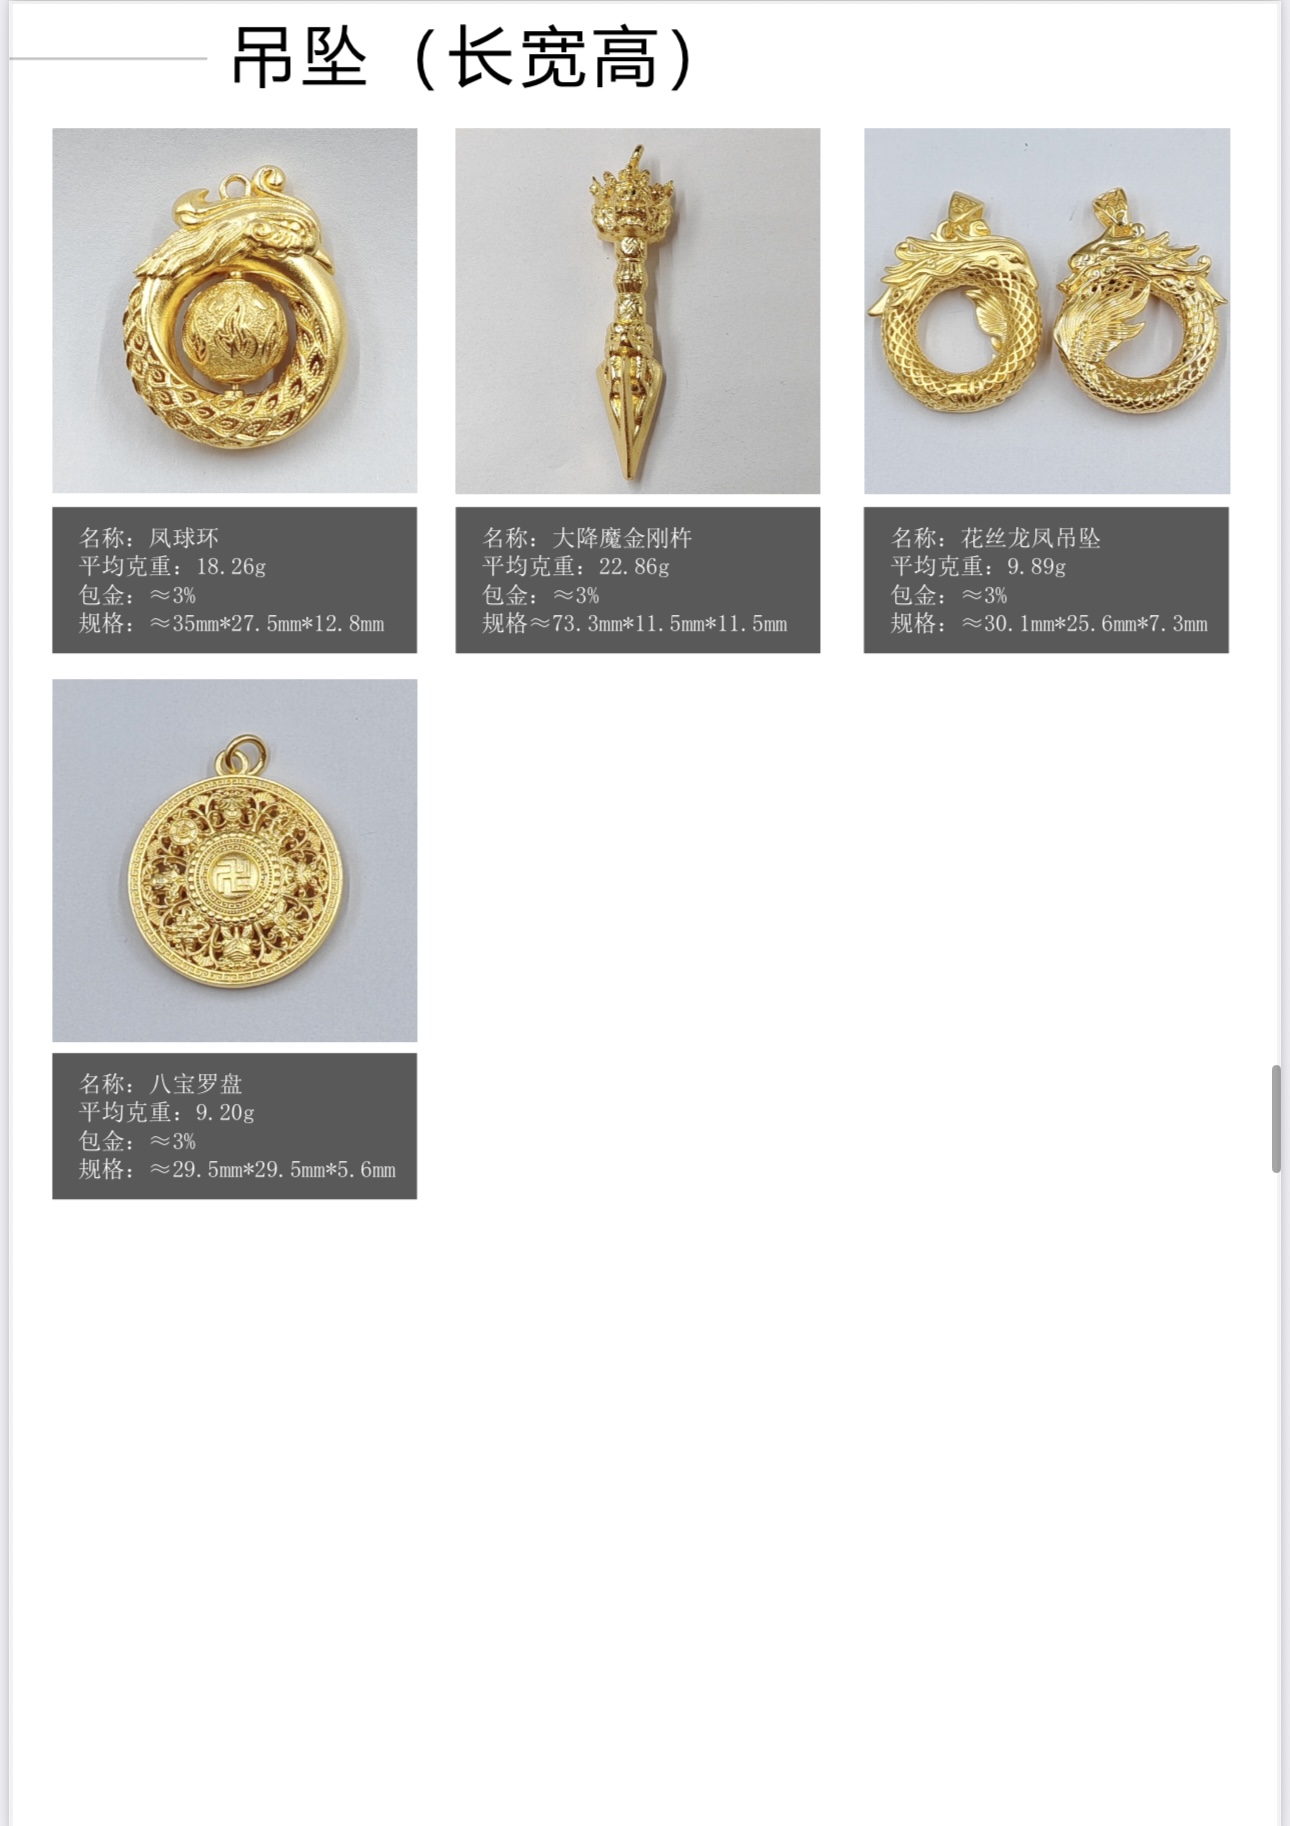 吊坠（长宽高）
名称：凤球环
平均克重：18.26g
包金：≈3%
规格：≈35mm*27.5mm*12.8mm
名称：大降魔金刚杵
平均克重：22.86g
包金：≈3%
规格≈73.3mm*11.5mm*11.5mm
名称：花丝龙凤吊坠
平均克重：9.89g
包金：≈3%
规格：≈30.1mm*25.6mm*7.3mm
名称：八宝罗盘
平均克重：9.20g
包金：≈3%
规格：≈29.5mm*29.5mm*5.6mm